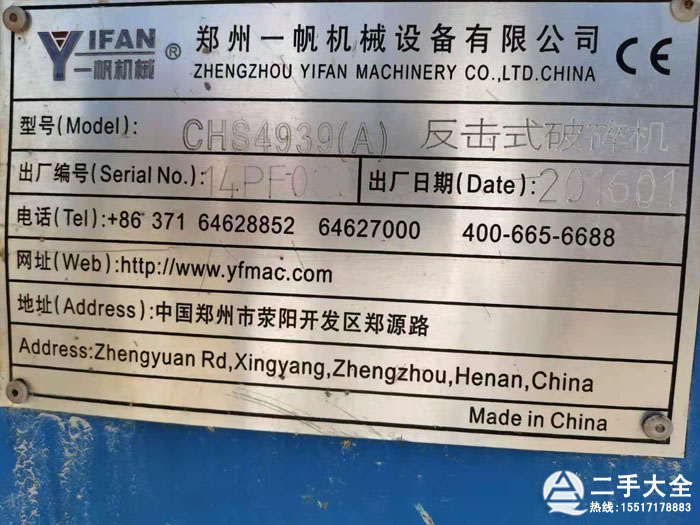 YIFAN
一帆机械
®
郑州一帆机械设备有限公司
ZHENGZHOU YIFAN MACHINERY CO.,LTD.CHINA
CE
型号(Model): CHS4939(A) 反击式破碎机
出厂编号(Serial No.): 出厂日期(Date): 201601
电话(Tel):+86 371 64628852 64627000 400-665-6688
网址(Web):http://www.yfmac.com
地址(Address):中国郑州市荥阳开发区郑源路
Address:Zhengyuan Rd,Xingyang,Zhengzhou,Henan,China
Made in China
二手大全
热线:15517178883